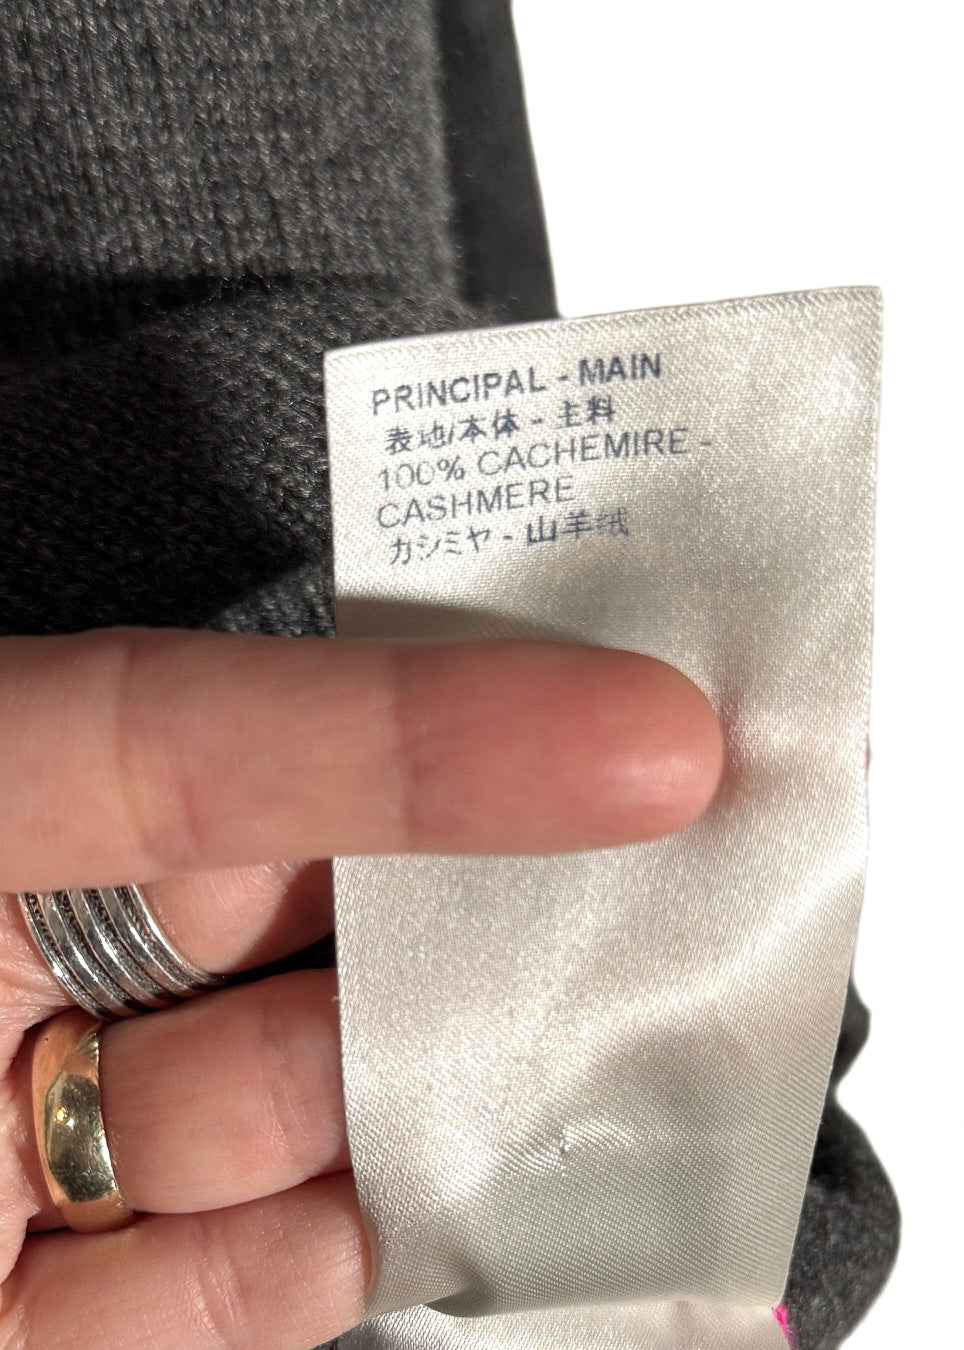 PRINCIPAL - MAIN
表地/本体 - 主料
100% CACHEMIRE -
CASHMERE
カシミヤ - 山羊绒